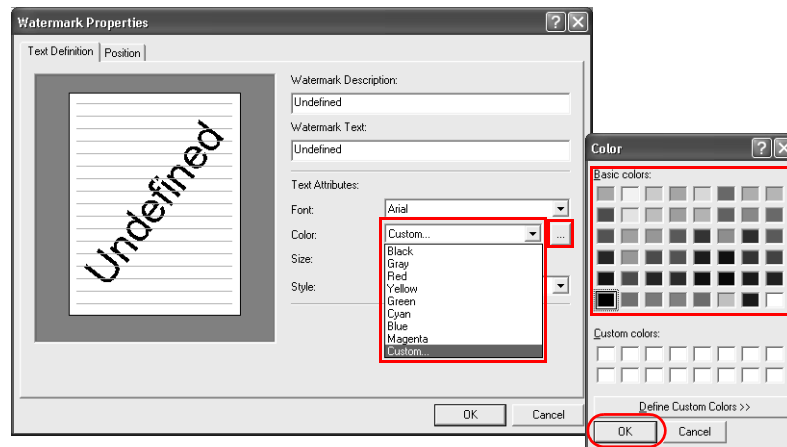 Watermark Properties
Text Definition
Position
Undefined
Watermark Description:
Undefined
Watermark Text:
Undefined
Text Attributes:
Font:
Arial
Color:
Custom...
...
Black
Gray
Red
Yellow
Green
Cyan
Blue
Magenta
Custom...
Size:
Style:
OK
Cancel
Color
Basic colors:
Custom colors:
Define Custom Colors >>
OK
Cancel